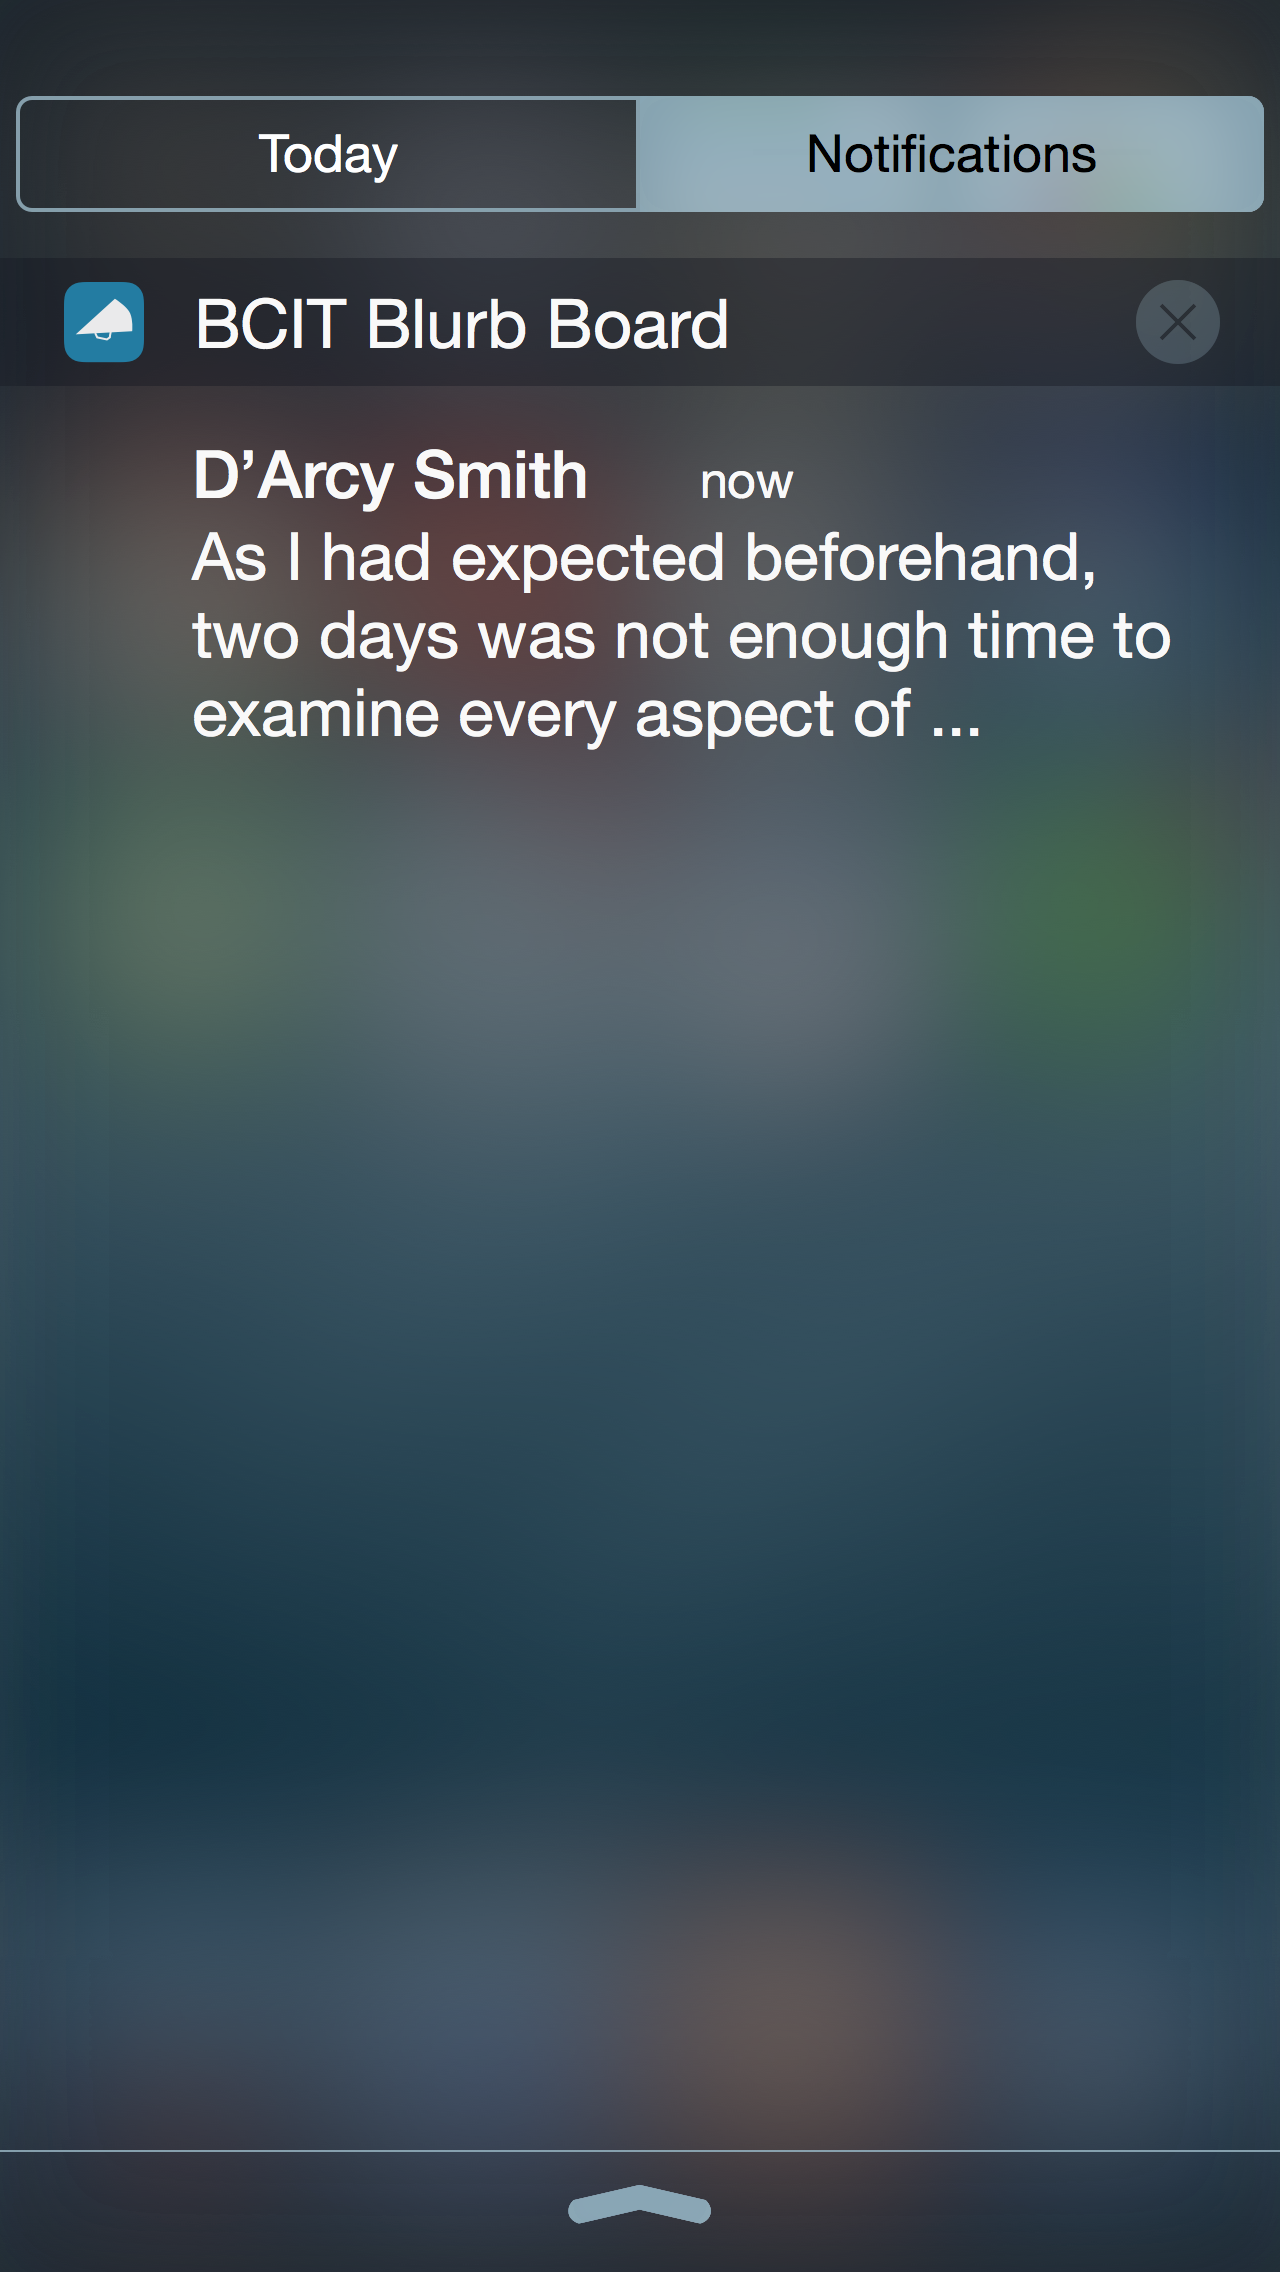 Today
Notifications
BCIT Blurb Board
D’Arcy Smith now
As I had expected beforehand,
two days was not enough time to
examine every aspect of ...